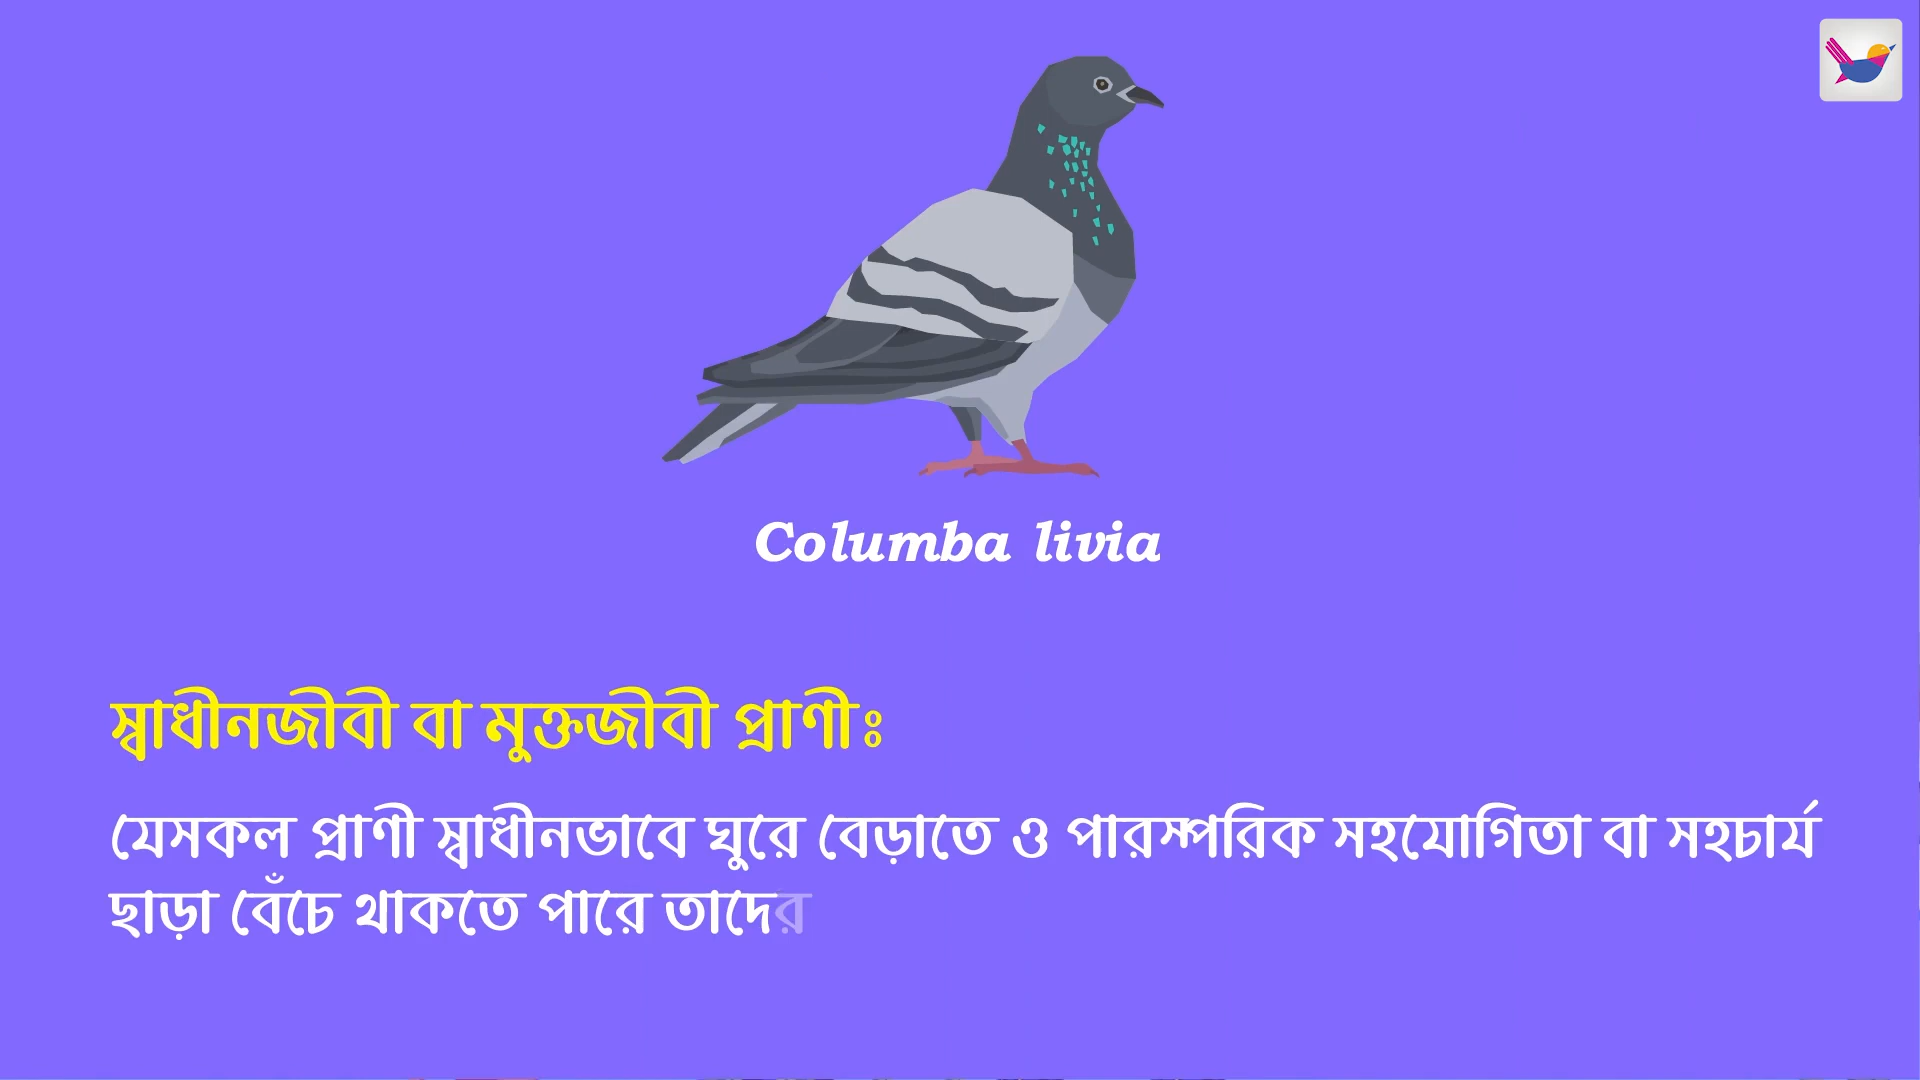 Columba livia
স্বাধীনজীবী বা মুক্তজীবী প্রাণীঃ
যেসকল প্রাণী স্বাধীনভাবে ঘুরে বেড়াতে ও পারস্পরিক সহযোগিতা বা সহচার্য
ছাড়া বেঁচে থাকতে পারে তাদের